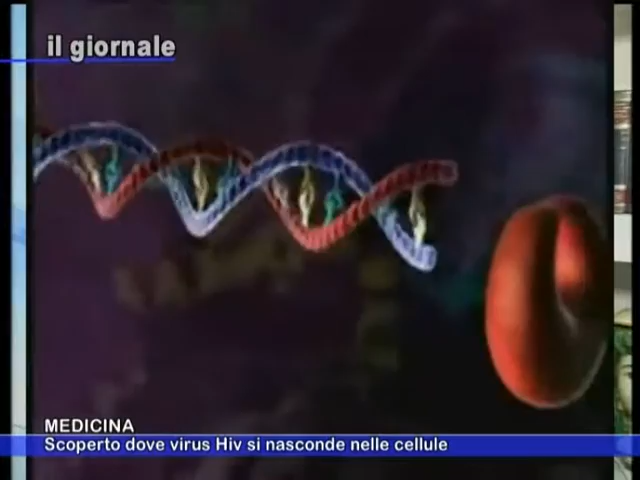 il giornale
MEDICINA
Scoperto dove virus Hiv si nasconde nelle cellule